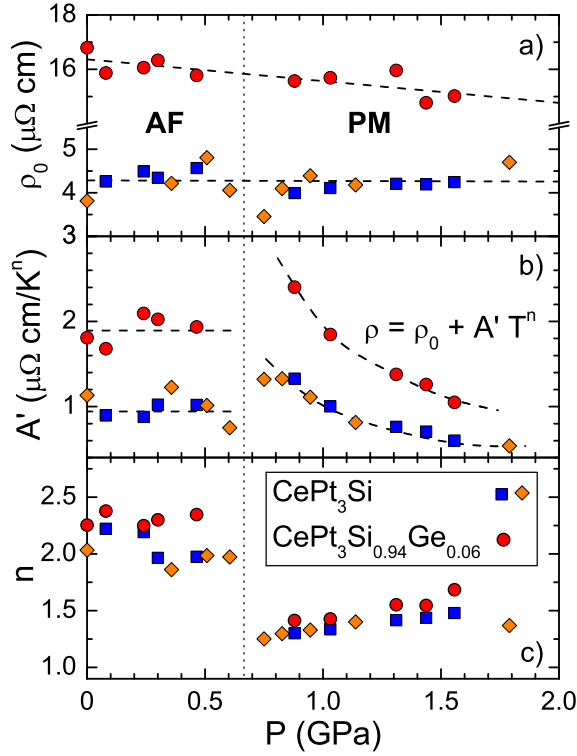 18
a)
16
AF PM
ρ₀ (μΩ cm)
5
4
3
b)
ρ = ρ₀ + A' Tⁿ
A' (μΩ cm/Kⁿ)
2
1
c)
CePt₃Si
CePt₃Si₀.₉₄Ge₀.₀₆
n
2.5
2.0
1.5
1.0
0.0 0.5 1.0 1.5 2.0
P (GPa)